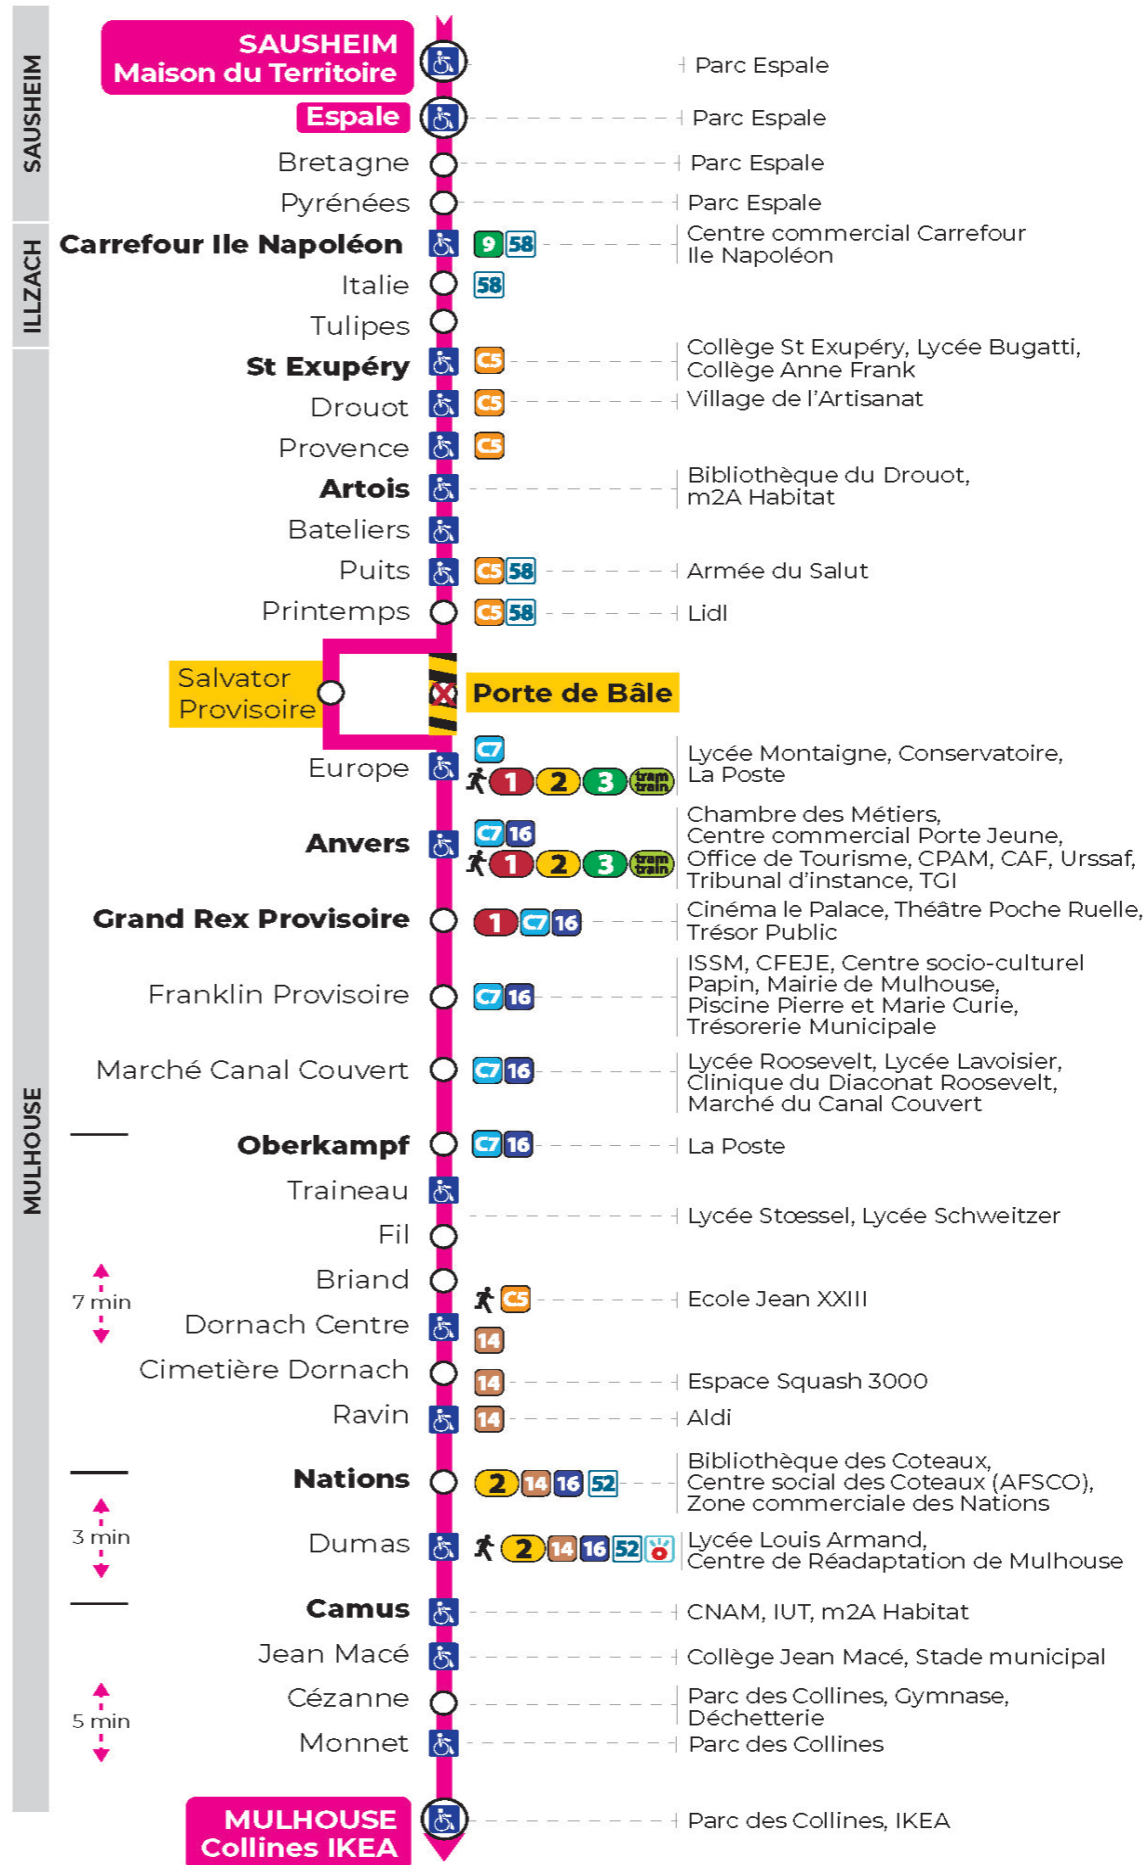 SAUSHEIM
SAUSHEIM
Maison du Territoire
Parc Espale
Espale
Parc Espale
Bretagne
Parc Espale
Pyrénées
Parc Espale
ILLZACH
Carrefour Ile Napoléon
9 58
Centre commercial Carrefour
Ile Napoléon
Italie
58
Tulipes
MULHOUSE
St Exupéry
C5
Collège St Exupéry, Lycée Bugatti,
Collège Anne Frank
Drouot
C5
Village de l'Artisanat
Provence
C5
Artois
Bibliothèque du Drouot,
m2A Habitat
Bateliers
Puits
C5 58
Armée du Salut
Printemps
C5 58
Lidl
Salvator
Provisoire
X
Porte de Bâle
Europe
C7
1 2 3 tram
train
Lycée Montaigne, Conservatoire,
La Poste
Anvers
C7 16
1 2 3 tram
train
Chambre des Métiers,
Centre commercial Porte Jeune,
Office de Tourisme, CPAM, CAF, Urssaf,
Tribunal d'instance, TGI
Grand Rex Provisoire
1 C7 16
Cinéma le Palace, Théâtre Poche Ruelle,
Trésor Public
Franklin Provisoire
C7 16
ISSM, CFEJE, Centre socio-culturel
Papin, Mairie de Mulhouse,
Piscine Pierre et Marie Curie,
Trésorerie Municipale
Marché Canal Couvert
C7 16
Lycée Roosevelt, Lycée Lavoisier,
Clinique du Diaconat Roosevelt,
Marché du Canal Couvert
Oberkampf
C7 16
La Poste
Traineau
Lycée Stœssel, Lycée Schweitzer
Fil
Briand
7 min
C5
Ecole Jean XXIII
Dornach Centre
14
Cimetière Dornach
14
Espace Squash 3000
Ravin
14
Aldi
Nations
2 14 16 52
Bibliothèque des Coteaux,
Centre social des Coteaux (AFSCO),
Zone commerciale des Nations
3 min
Dumas
2 14 16 52
Lycée Louis Armand,
Centre de Réadaptation de Mulhouse
Camus
CNAM, IUT, m2A Habitat
Jean Macé
Collège Jean Macé, Stade municipal
Cézanne
Parc des Collines, Gymnase,
Déchetterie
5 min
Monnet
Parc des Collines
MULHOUSE
Collines IKEA
Parc des Collines, IKEA